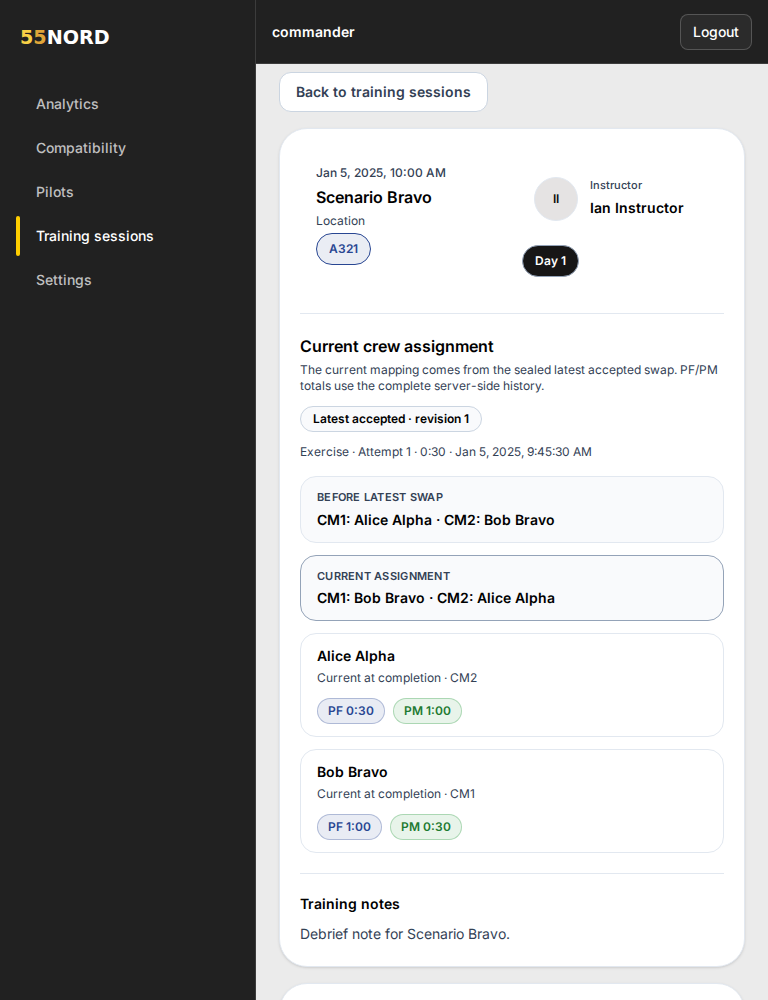 55NORD
Analytics
Compatibility
Pilots
Training sessions
Settings
commander
Logout
Back to training sessions
Jan 5, 2025, 10:00 AM
Scenario Bravo
Location
A321
II
Instructor
Ian Instructor
Day 1
Current crew assignment
The current mapping comes from the sealed latest accepted swap. PF/PM
totals use the complete server-side history.
Latest accepted · revision 1
Exercise · Attempt 1 · 0:30 · Jan 5, 2025, 9:45:30 AM
BEFORE LATEST SWAP
CM1: Alice Alpha · CM2: Bob Bravo
CURRENT ASSIGNMENT
CM1: Bob Bravo · CM2: Alice Alpha
Alice Alpha
Current at completion · CM2
PF 0:30 PM 1:00
Bob Bravo
Current at completion · CM1
PF 1:00 PM 0:30
Training notes
Debrief note for Scenario Bravo.